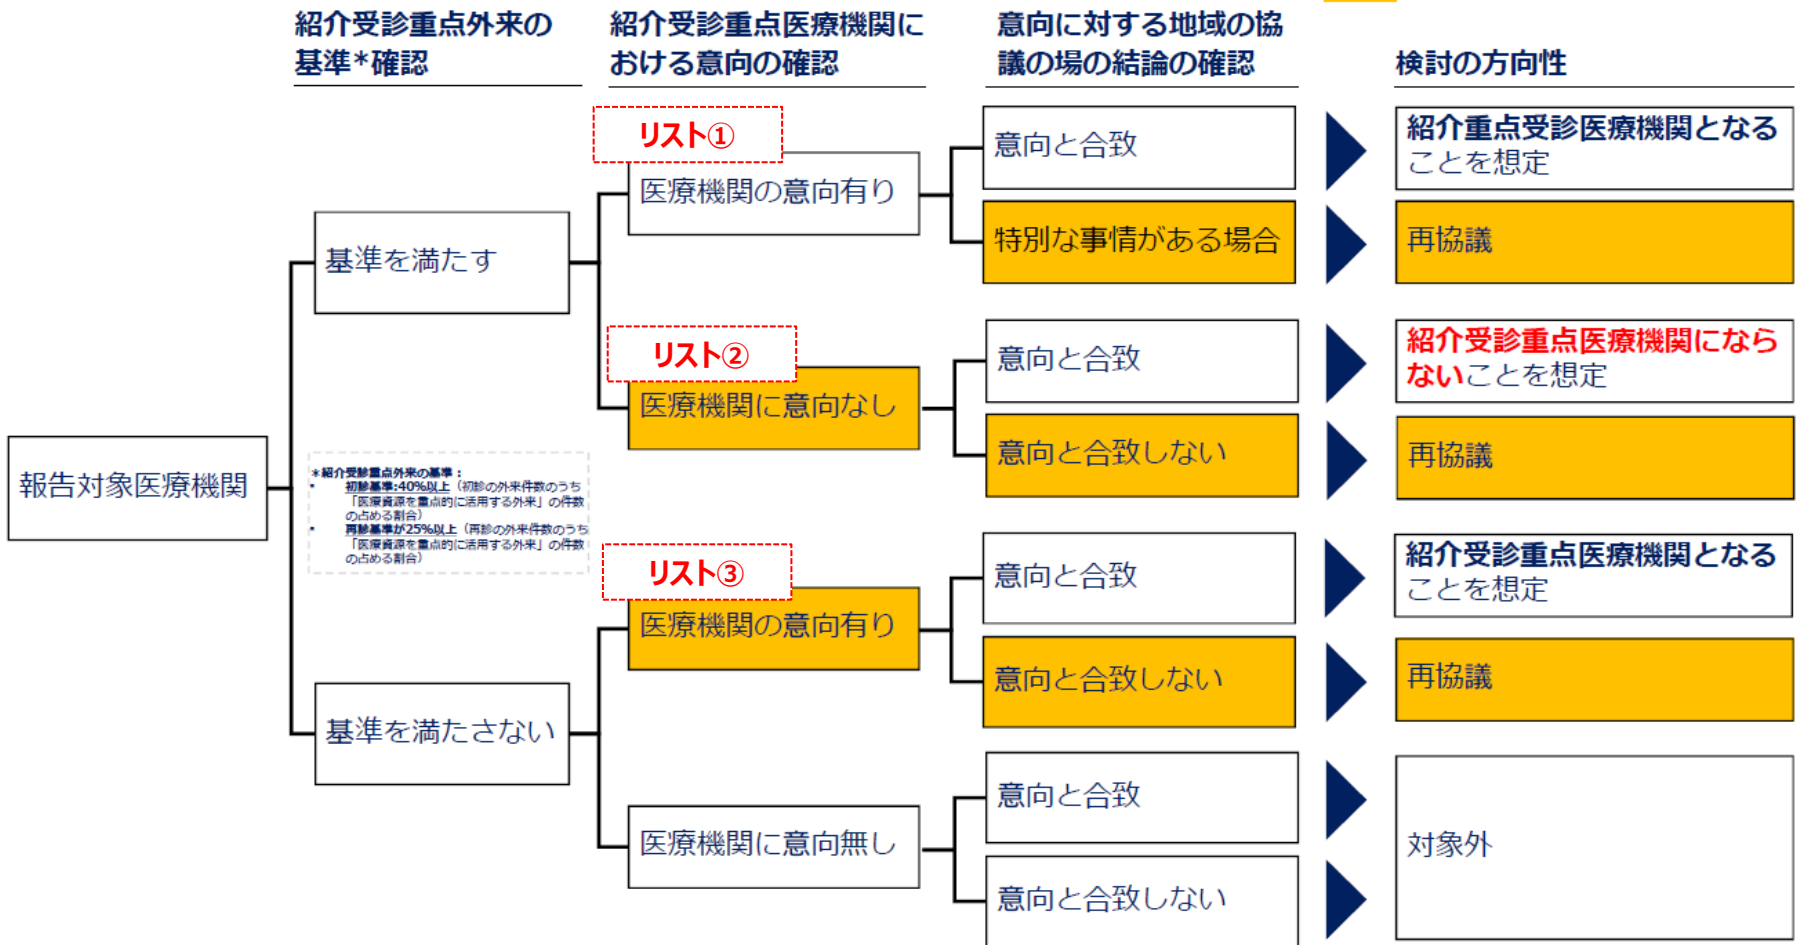 紹介受診重点外来の
基準*確認
紹介受診重点医療機関に
おける意向の確認
意向に対する地域の協
議の場の結論の確認
検討の方向性
報告対象医療機関
基準を満たす
＊紹介受診重点外来の基準：
・ 初診基準:40%以上（初診の外来件数のうち
「医療資源を重点的に活用する外来」の件数
の占める割合）
・ 再診基準が25%以上（再診の外来件数のうち
「医療資源を重点的に活用する外来」の件数
の占める割合）
基準を満たさない
リスト①
医療機関の意向有り
意向と合致
紹介重点受診医療機関となる
ことを想定
特別な事情がある場合
再協議
リスト②
医療機関に意向なし
意向と合致
紹介受診重点医療機関になら
ないことを想定
意向と合致しない
再協議
リスト③
医療機関の意向有り
意向と合致
紹介受診重点医療機関となる
ことを想定
意向と合致しない
再協議
医療機関に意向無し
意向と合致
意向と合致しない
対象外